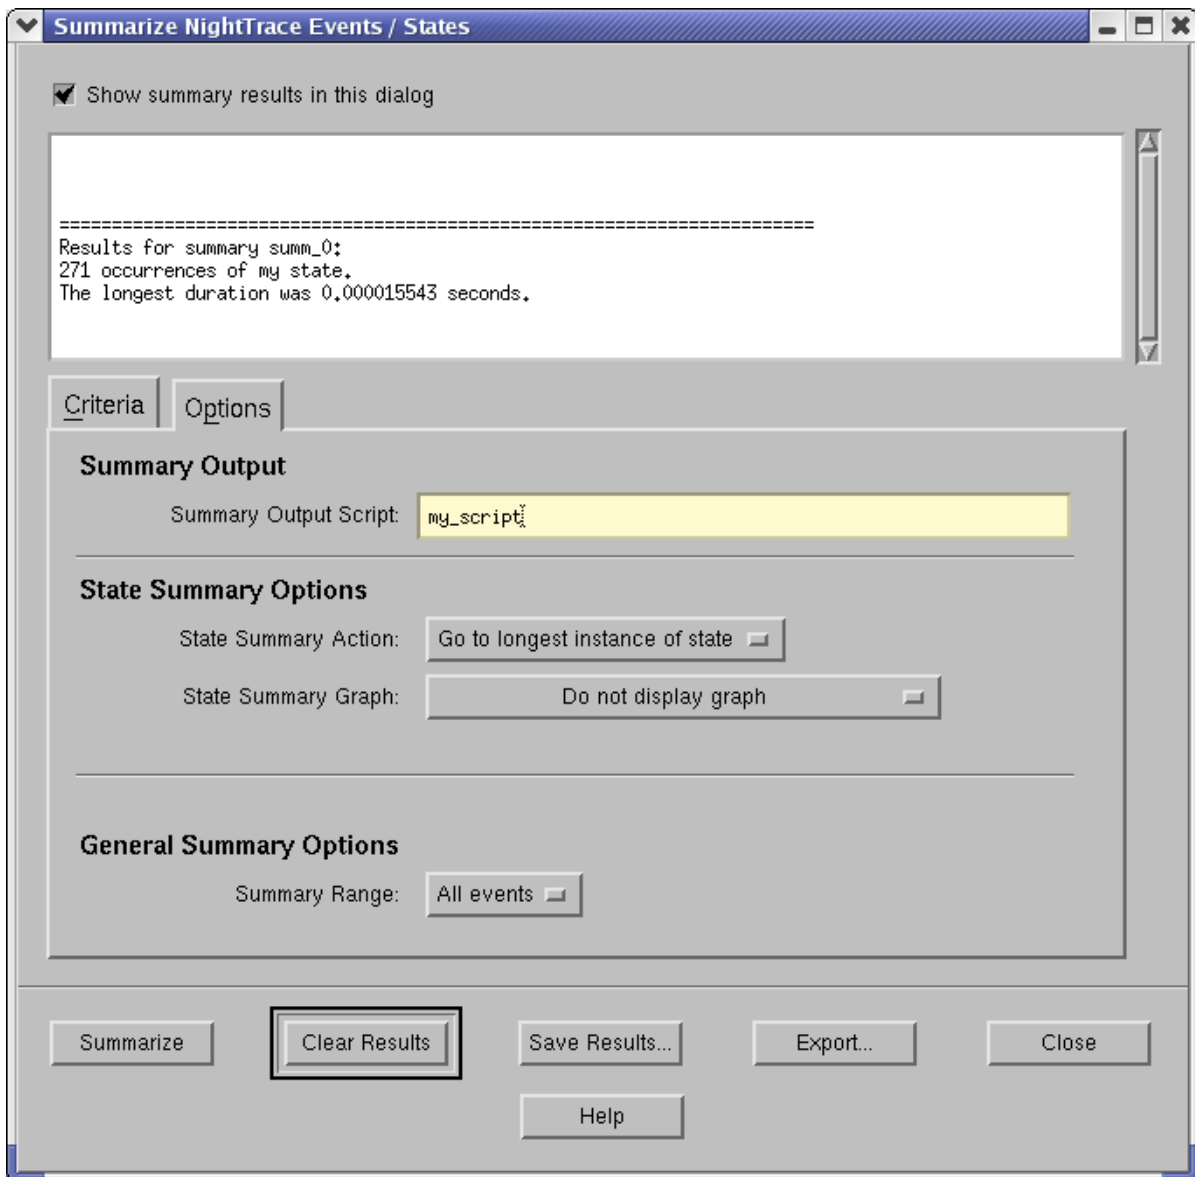 Summarize NightTrace Events / States
Show summary results in this dialog
========================================================================
Results for summary summ_0:
271 occurrences of my state.
The longest duration was 0.000015543 seconds.
Criteria
Options
Summary Output
Summary Output Script: my_script
State Summary Options
State Summary Action: Go to longest instance of state
State Summary Graph: Do not display graph
General Summary Options
Summary Range: All events
Summarize Clear Results Save Results... Export... Close
Help